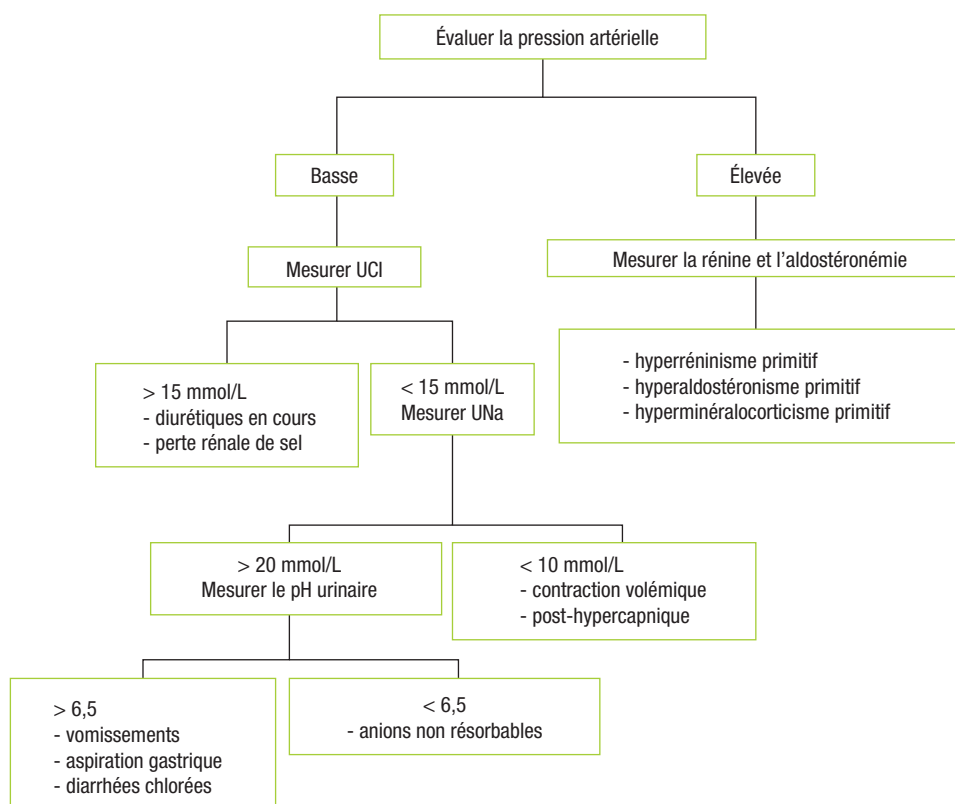 Évaluer la pression artérielle
Basse
Élevée
Mesurer UCl
Mesurer la rénine et l'aldostéronémie
> 15 mmol/L
- diurétiques en cours
- perte rénale de sel
< 15 mmol/L
Mesurer UNa
- hyperréninisme primitif
- hyperaldostéronisme primitif
- hyperminéralocorticisme primitif
> 20 mmol/L
Mesurer le pH urinaire
< 10 mmol/L
- contraction volémique
- post-hypercapnique
> 6,5
- vomissements
- aspiration gastrique
- diarrhées chlorées
< 6,5
- anions non résorbables